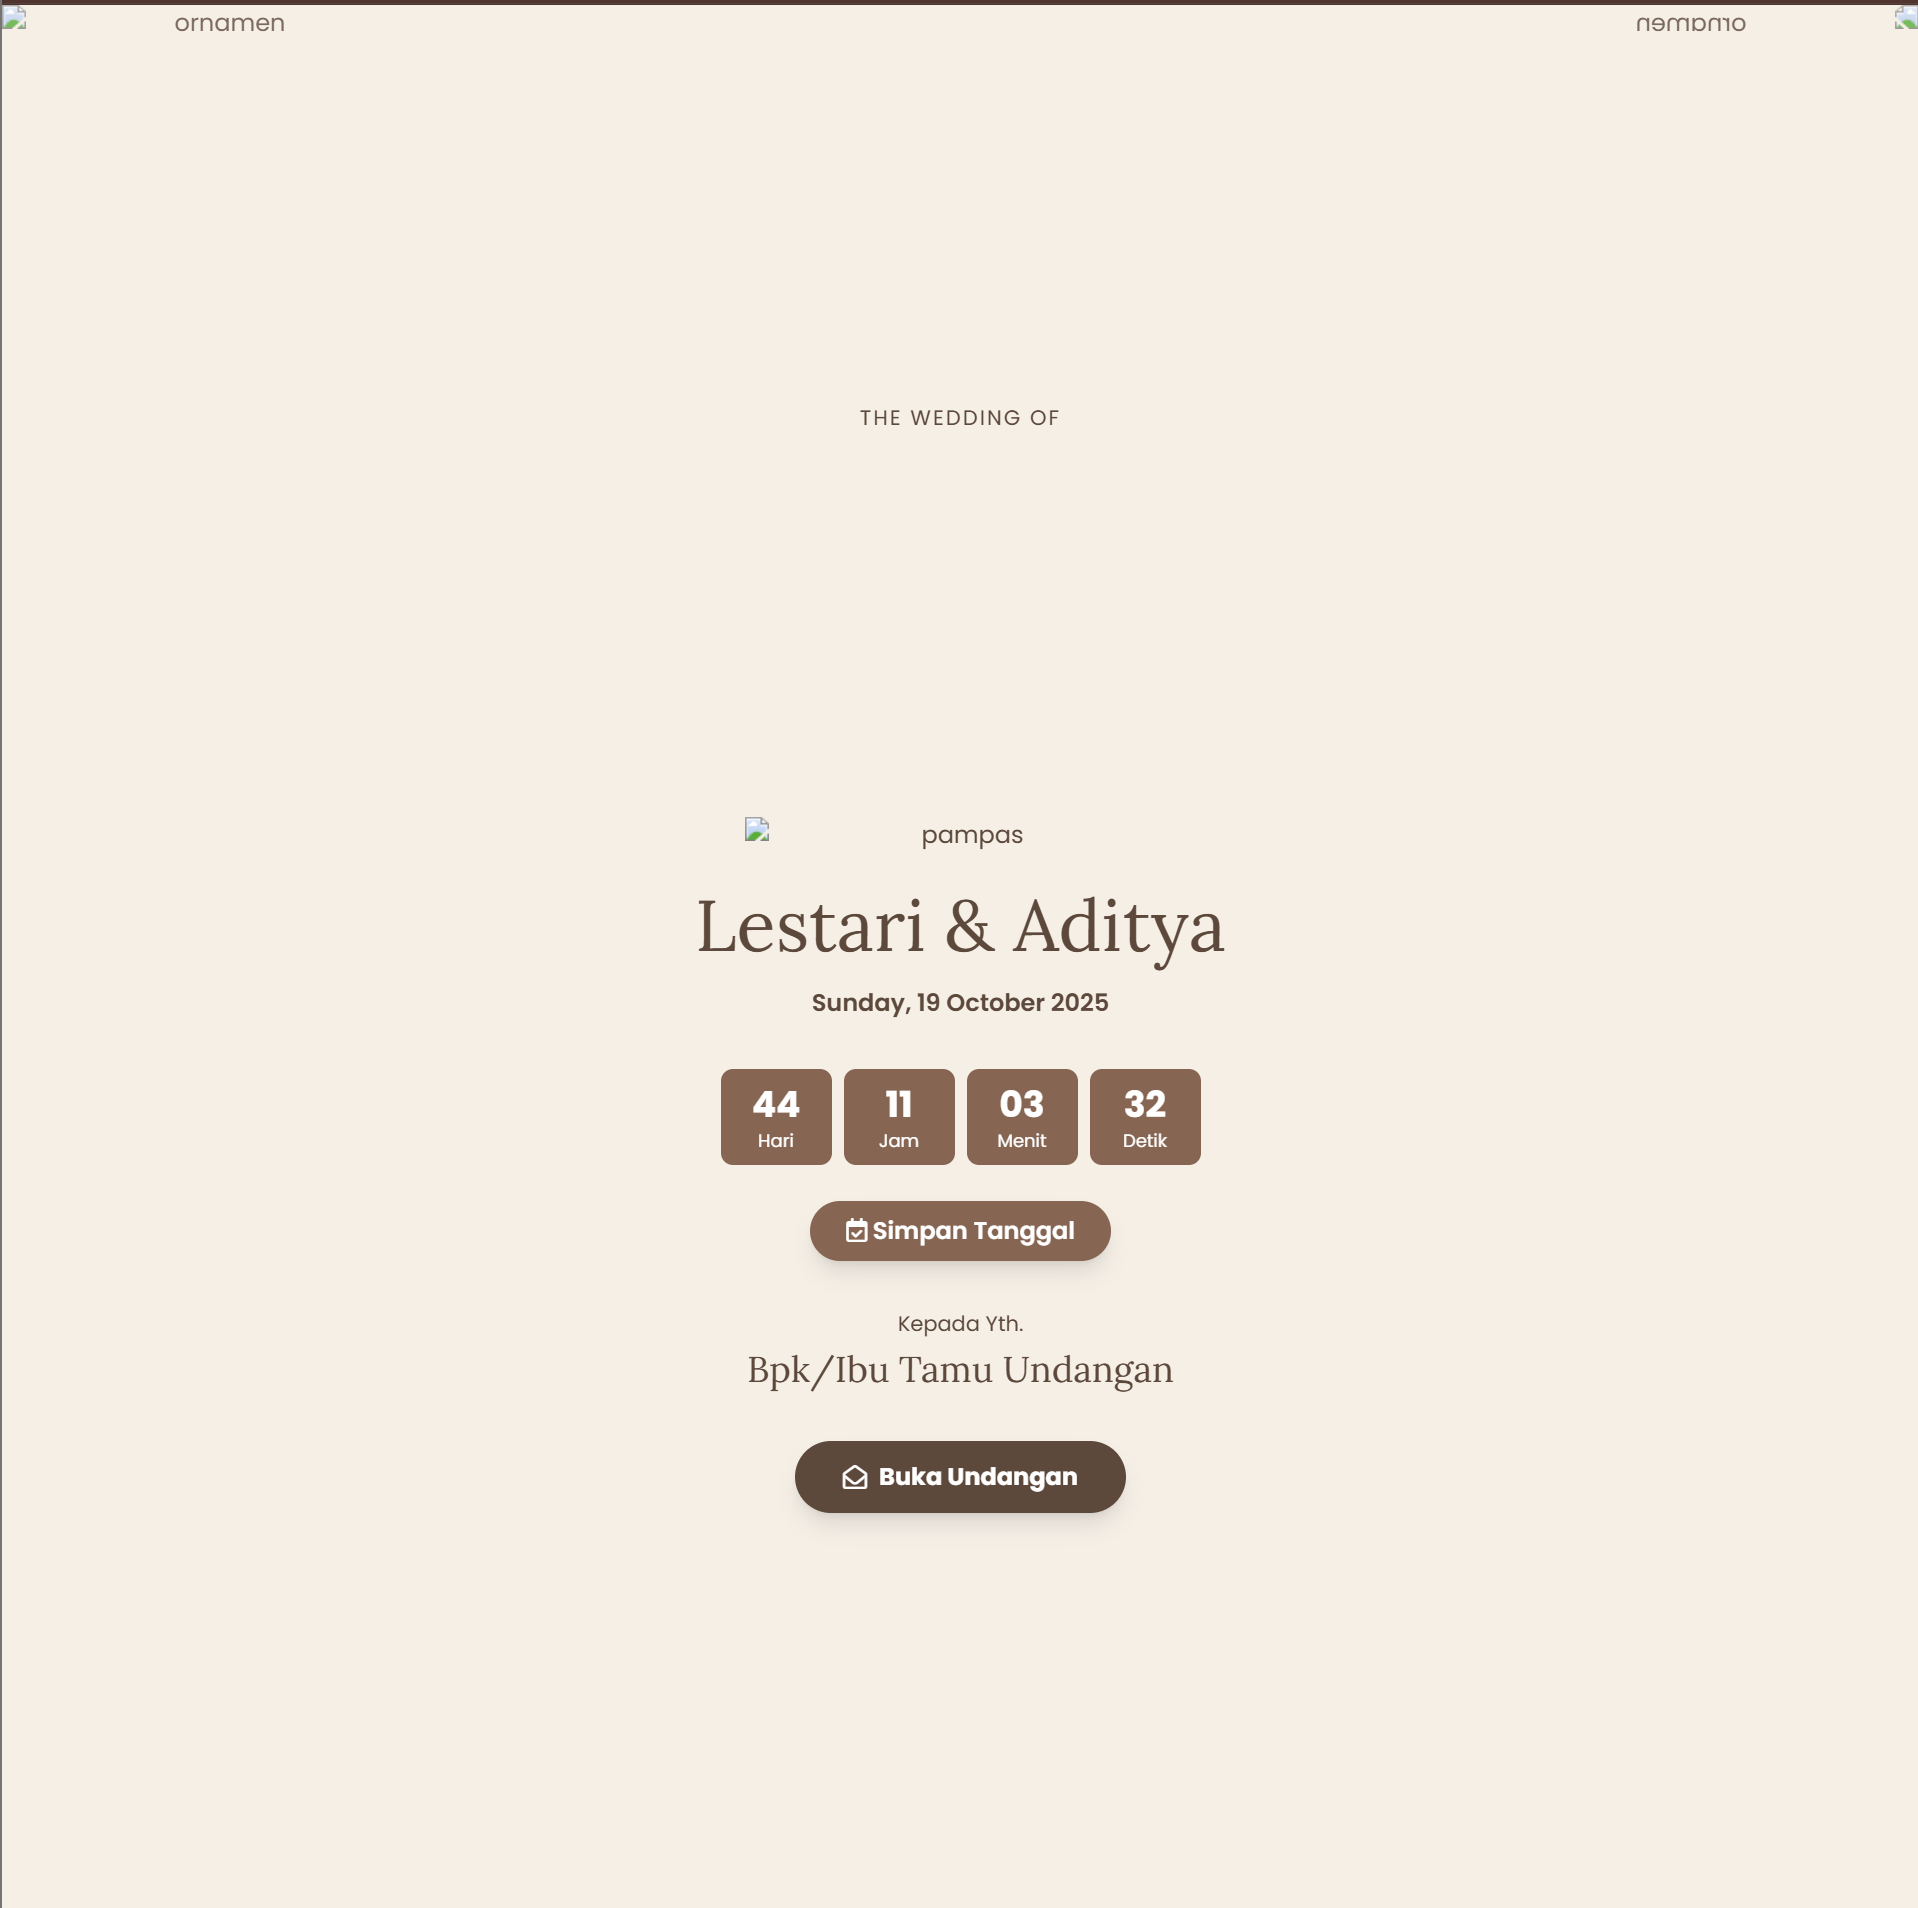 ornamen
ornamen
THE WEDDING OF
pampas
Lestari & Aditya
Sunday, 19 October 2025
44 11 03 32
Hari Jam Menit Detik
Simpan Tanggal
Kepada Yth.
Bpk/Ibu Tamu Undangan
Buka Undangan